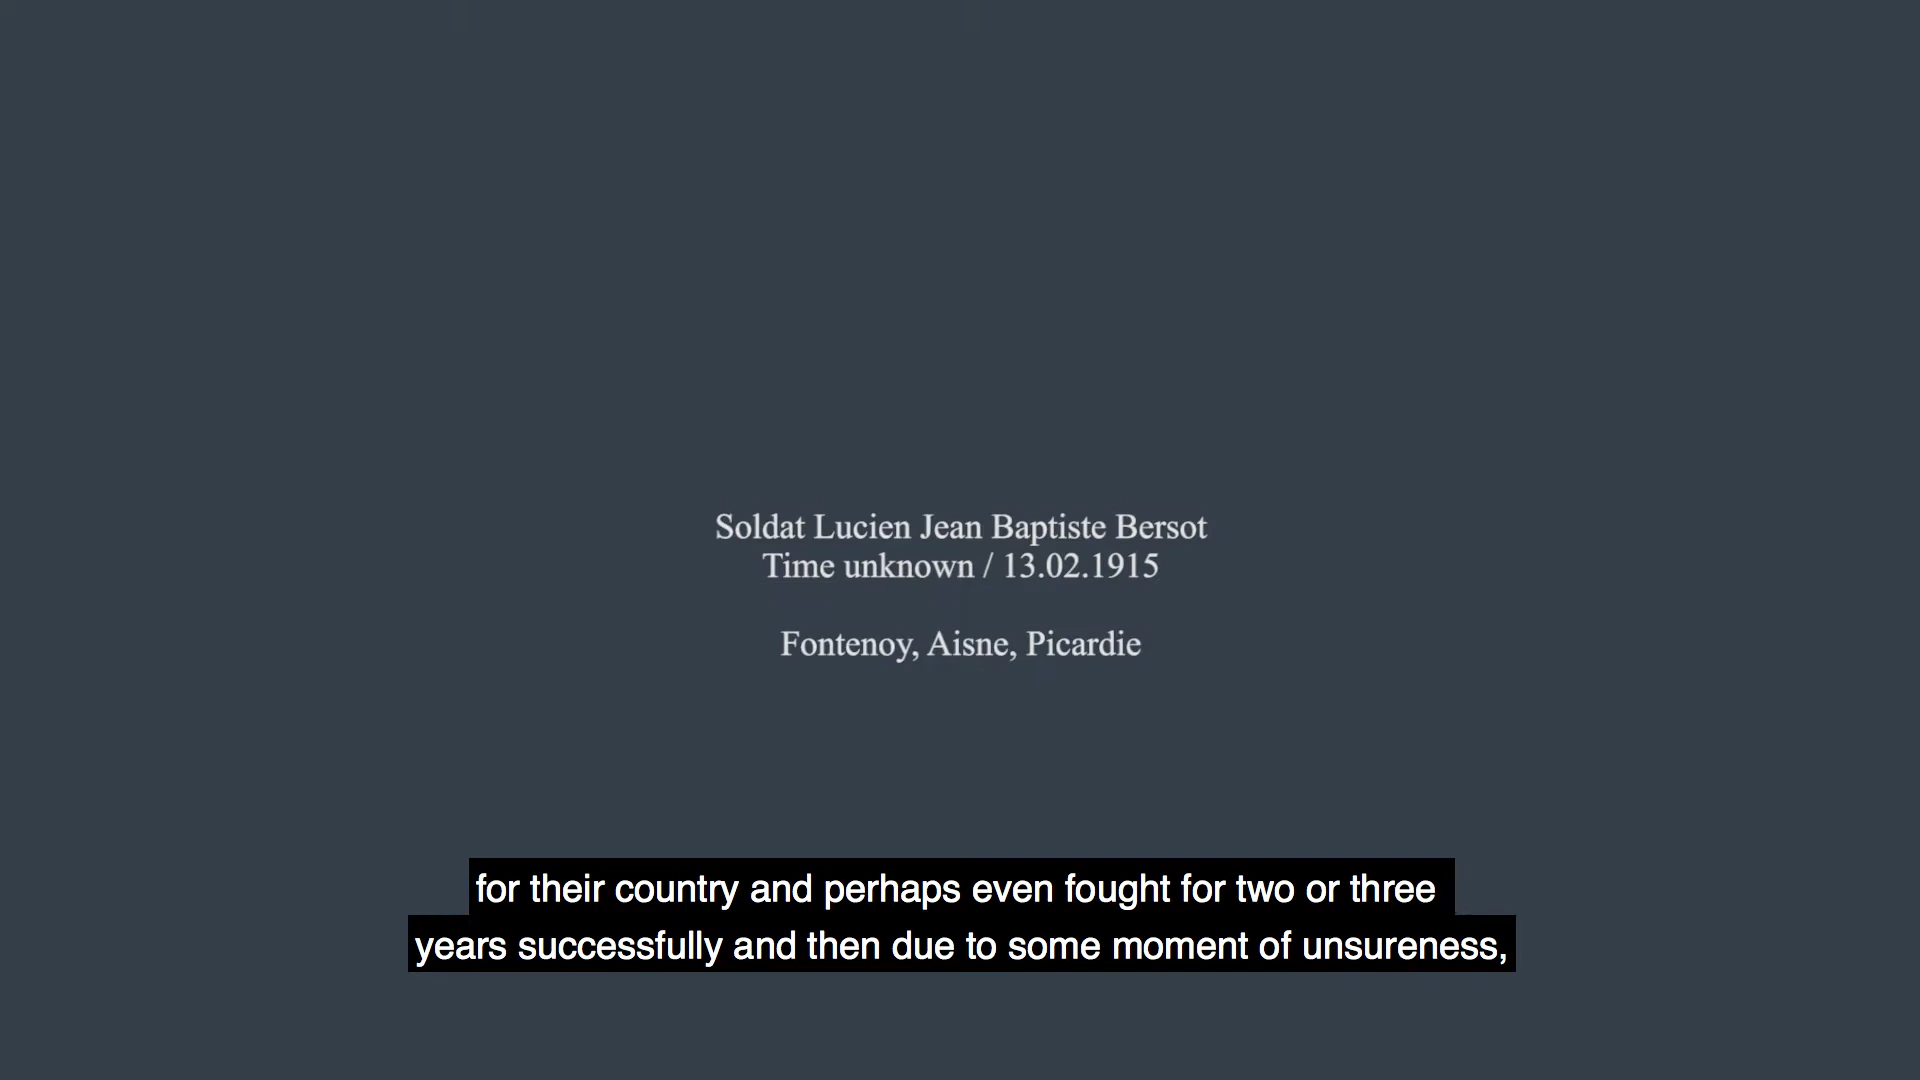 Soldat Lucien Jean Baptiste Bersot
Time unknown / 13.02.1915
Fontenoy, Aisne, Picardie
for their country and perhaps even fought for two or three
years successfully and then due to some moment of unsureness,